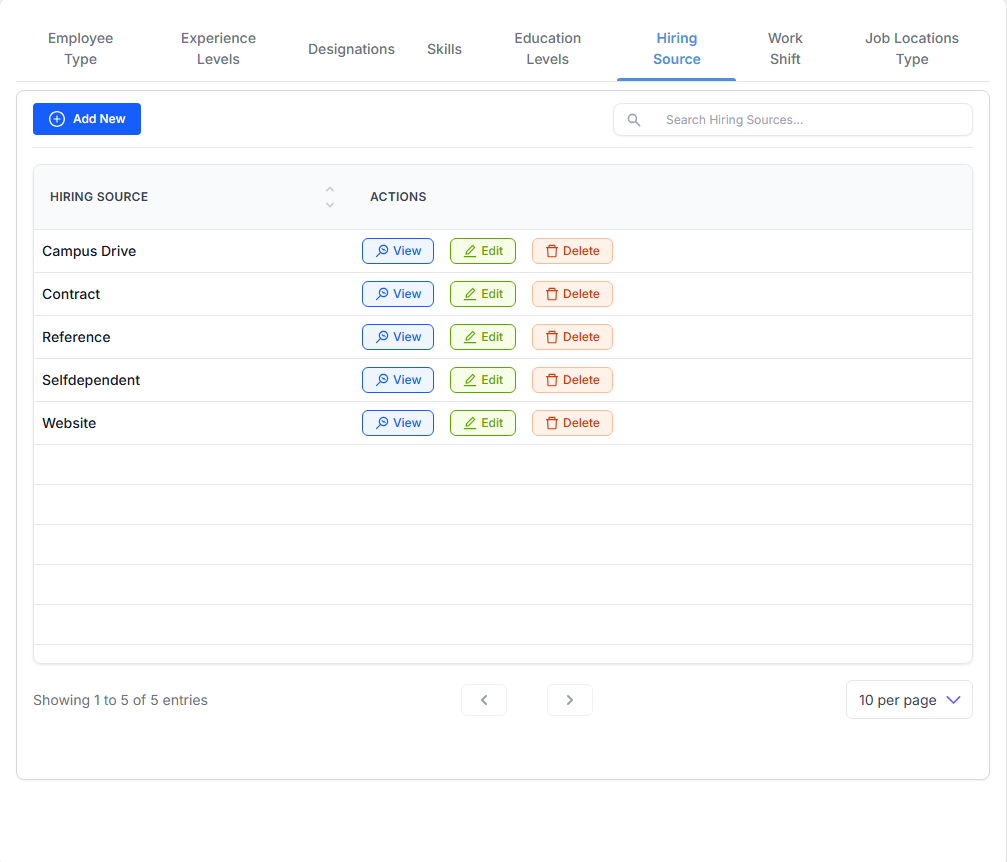 Employee
Type
Experience
Levels
Designations
Skills
Education
Levels
Hiring
Source
Work
Shift
Job Locations
Type
Add New
Search Hiring Sources...
HIRING SOURCE
ACTIONS
Campus Drive View Edit Delete
Contract View Edit Delete
Reference View Edit Delete
Selfdependent View Edit Delete
Website View Edit Delete
Showing 1 to 5 of 5 entries
10 per page